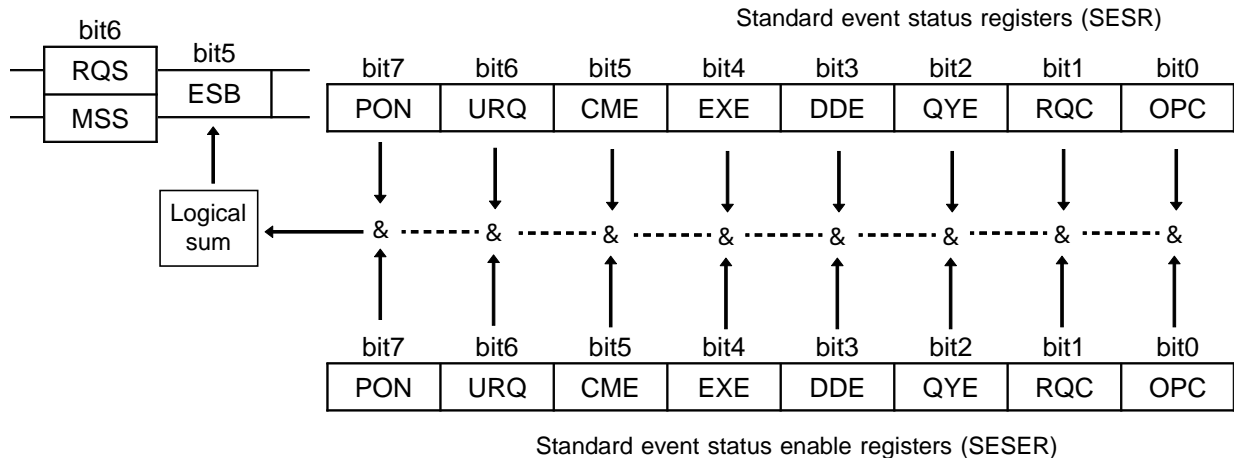 Standard event status registers (SESR)
bit6
bit5
bit7 bit6 bit5 bit4 bit3 bit2 bit1 bit0
RQS
ESB
MSS
PON URQ CME EXE DDE QYE RQC OPC
Logical
sum
& & & & & & & &
bit7 bit6 bit5 bit4 bit3 bit2 bit1 bit0
PON URQ CME EXE DDE QYE RQC OPC
Standard event status enable registers (SESER)